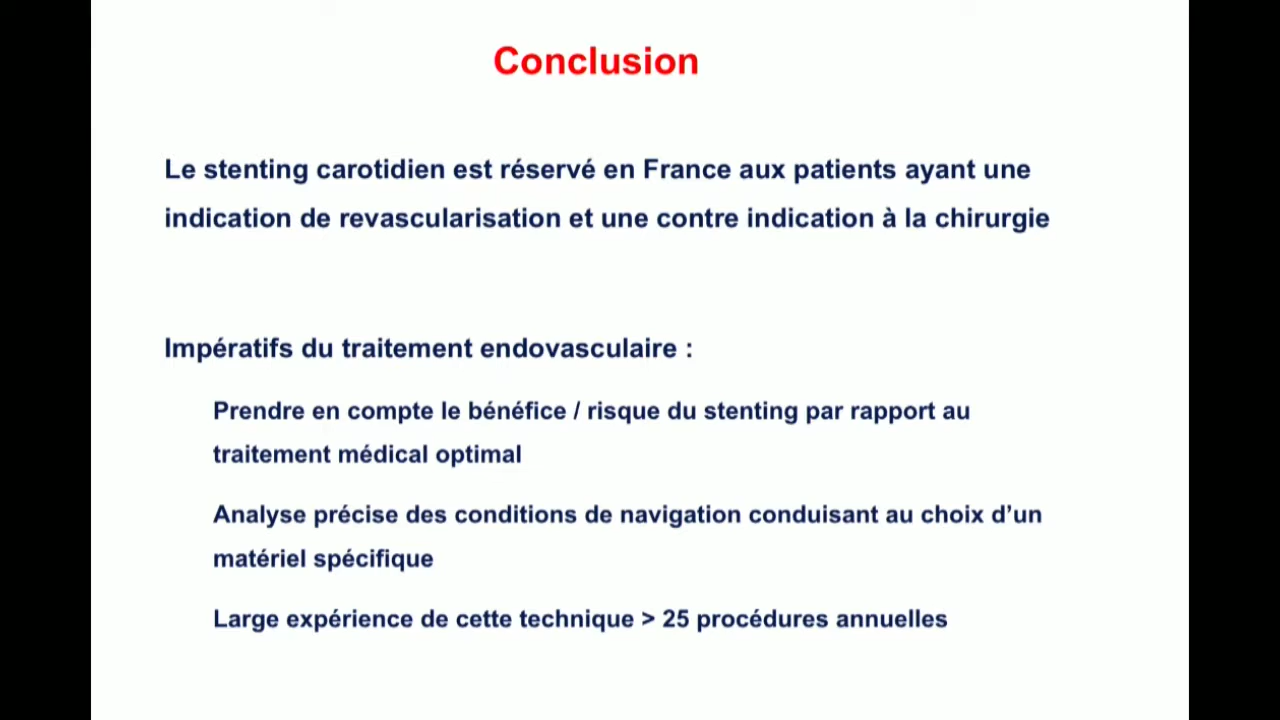 Conclusion
Le stenting carotidien est réservé en France aux patients ayant une
indication de revascularisation et une contre indication à la chirurgie
Impératifs du traitement endovasculaire :
Prendre en compte le bénéfice / risque du stenting par rapport au
traitement médical optimal
Analyse précise des conditions de navigation conduisant au choix d’un
matériel spécifique
Large expérience de cette technique > 25 procédures annuelles